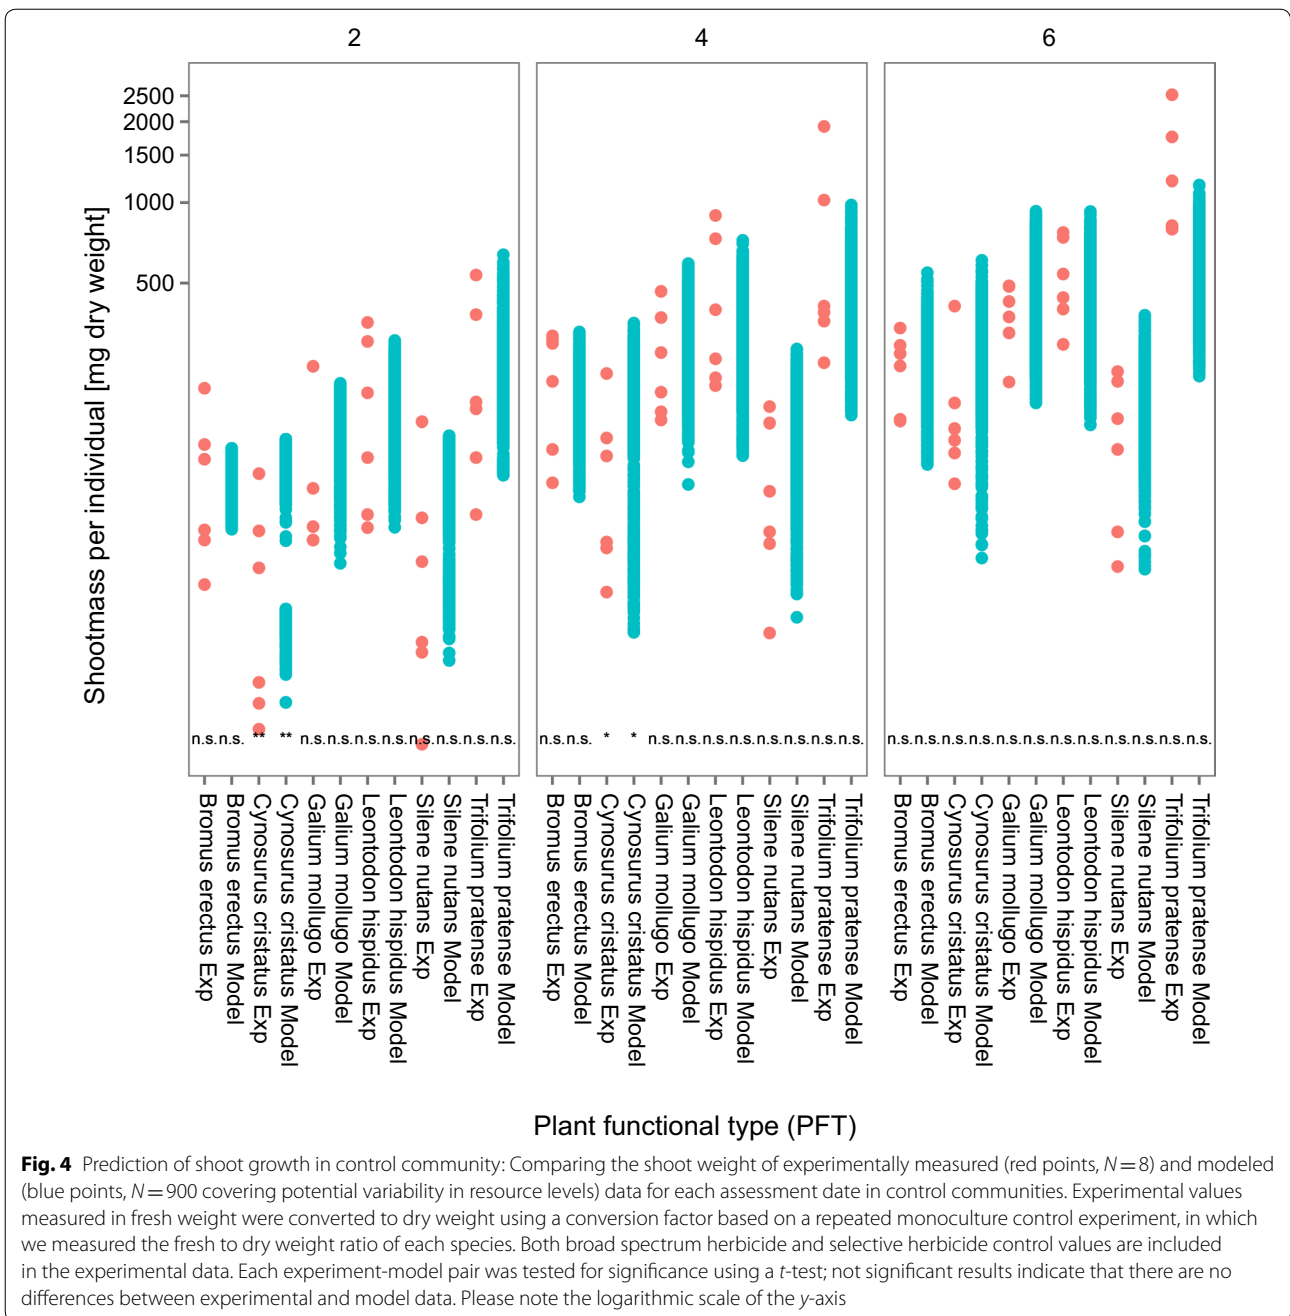 2 4 6
2500
2000
1500
1000
500
Shootmass per individual [mg dry weight]
n.s. n.s. ** ** n.s. n.s. n.s. n.s. n.s. n.s. n.s. n.s.
n.s. n.s. * * n.s. n.s. n.s. n.s. n.s. n.s. n.s. n.s.
n.s. n.s. n.s. n.s. n.s. n.s. n.s. n.s. n.s. n.s. n.s. n.s.
Bromus erectus Exp
Bromus erectus Model
Cynosurus cristatus Exp
Cynosurus cristatus Model
Galium mollugo Exp
Galium mollugo Model
Leontodon hispidus Exp
Leontodon hispidus Model
Silene nutans Exp
Silene nutans Model
Trifolium pratense Exp
Trifolium pratense Model
Bromus erectus Exp
Bromus erectus Model
Cynosurus cristatus Exp
Cynosurus cristatus Model
Galium mollugo Exp
Galium mollugo Model
Leontodon hispidus Exp
Leontodon hispidus Model
Silene nutans Exp
Silene nutans Model
Trifolium pratense Exp
Trifolium pratense Model
Bromus erectus Exp
Bromus erectus Model
Cynosurus cristatus Exp
Cynosurus cristatus Model
Galium mollugo Exp
Galium mollugo Model
Leontodon hispidus Exp
Leontodon hispidus Model
Silene nutans Exp
Silene nutans Model
Trifolium pratense Exp
Trifolium pratense Model
Plant functional type (PFT)
Fig. 4 Prediction of shoot growth in control community: Comparing the shoot weight of experimentally measured (red points, N = 8) and modeled
(blue points, N = 900 covering potential variability in resource levels) data for each assessment date in control communities. Experimental values
measured in fresh weight were converted to dry weight using a conversion factor based on a repeated monoculture control experiment, in which
we measured the fresh to dry weight ratio of each species. Both broad spectrum herbicide and selective herbicide control values are included
in the experimental data. Each experiment-model pair was tested for significance using a t-test; not significant results indicate that there are no
differences between experimental and model data. Please note the logarithmic scale of the y-axis